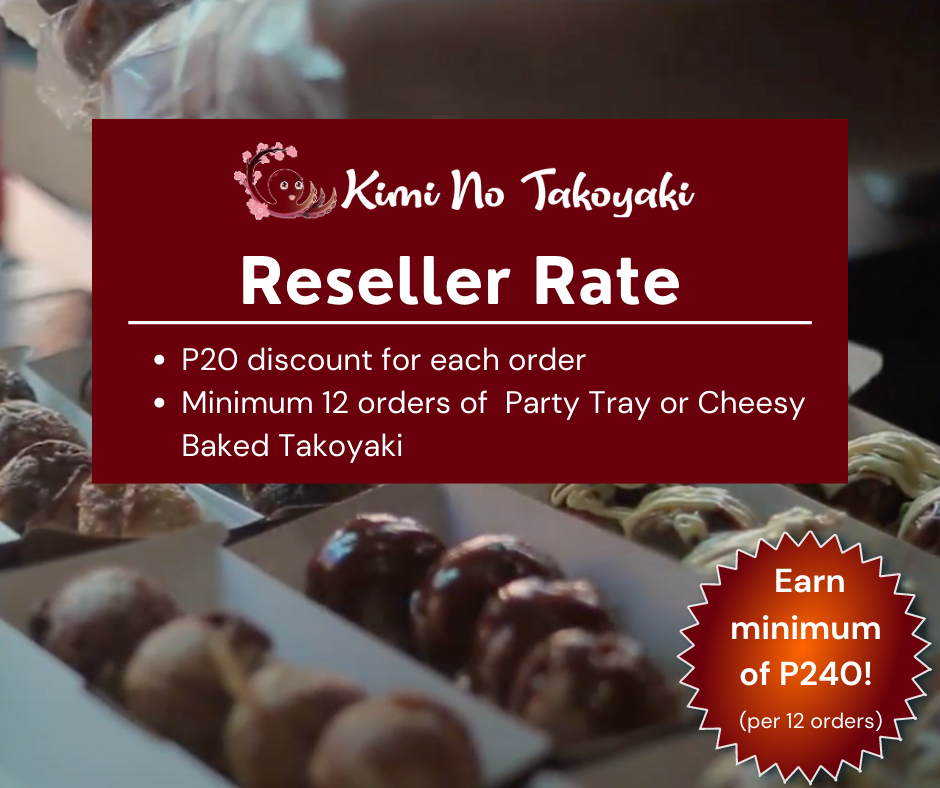 Kimi No Takoyaki
Reseller Rate
• P20 discount for each order
• Minimum 12 orders of Party Tray or Cheesy
Baked Takoyaki
Earn
minimum
of P240!
(per 12 orders)